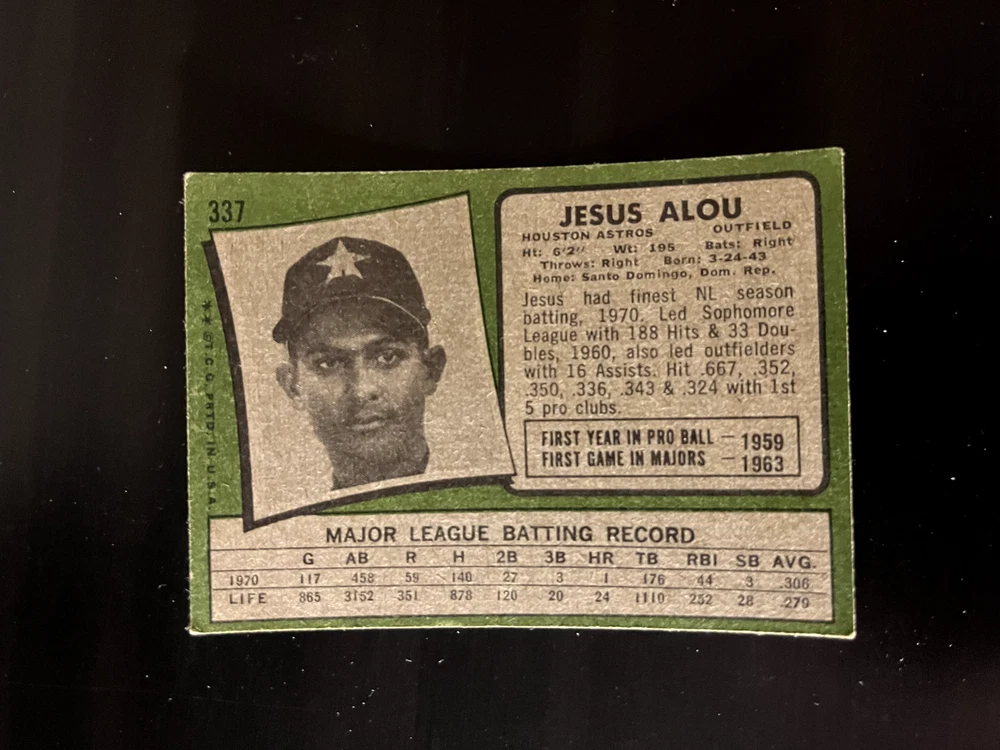 337
JESUS ALOU
HOUSTON ASTROS OUTFIELD
Ht: 6'2" Wt: 195 Bats: Right
Throws: Right Born: 3-24-43
Home: Santo Domingo, Dom. Rep.
Jesus had finest NL season
batting, 1970. Led Sophomore
League with 188 Hits & 33 Dou-
bles, 1960, also led outfielders
with 16 Assists. Hit .667, .352,
.350, .336, .343 & .324 with 1st
5 pro clubs.
FIRST YEAR IN PRO BALL — 1959
FIRST GAME IN MAJORS — 1963
★★ ©T.C.G. PRTD. IN U.S.A.
MAJOR LEAGUE BATTING RECORD
G AB R H 2B 3B HR TB RBI SB AVG.
1970 117 458 59 140 27 3 1 176 44 3 .306
LIFE 865 3152 351 878 120 20 24 1110 252 28 .279